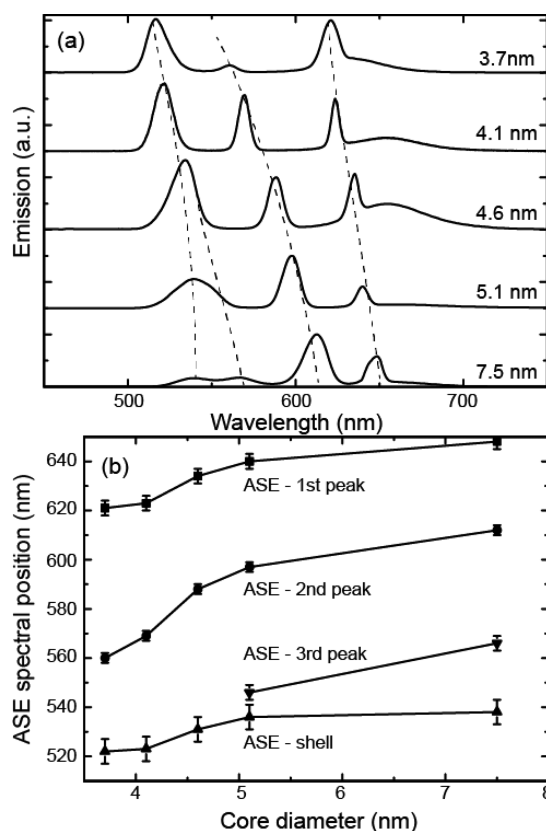 (a)
3.7nm
4.1 nm
4.6 nm
5.1 nm
7.5 nm
Emission (a.u.)
500 600 700
Wavelength (nm)
(b)
640
620
600
580
560
540
520
ASE - 1st peak
ASE - 2nd peak
ASE - 3rd peak
ASE - shell
ASE spectral position (nm)
4 5 6 7 8
Core diameter (nm)